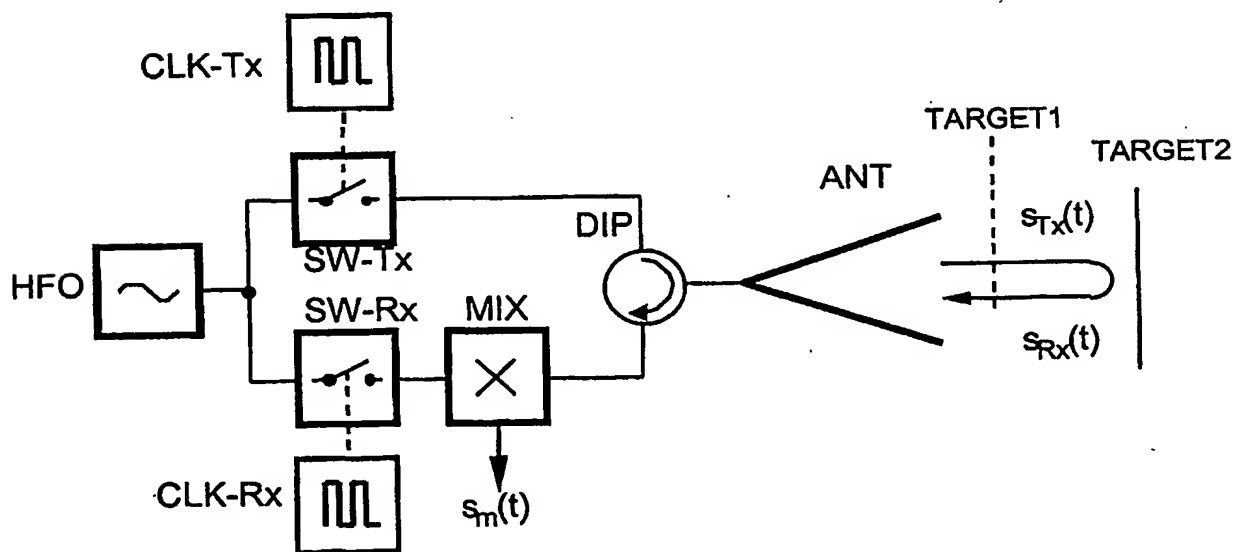 CLK-Tx
TARGET1
TARGET2
ANT
DIP
sTx(t)
SW-Tx
HFO
SW-Rx
MIX
sRx(t)
CLK-Rx
sm(t)